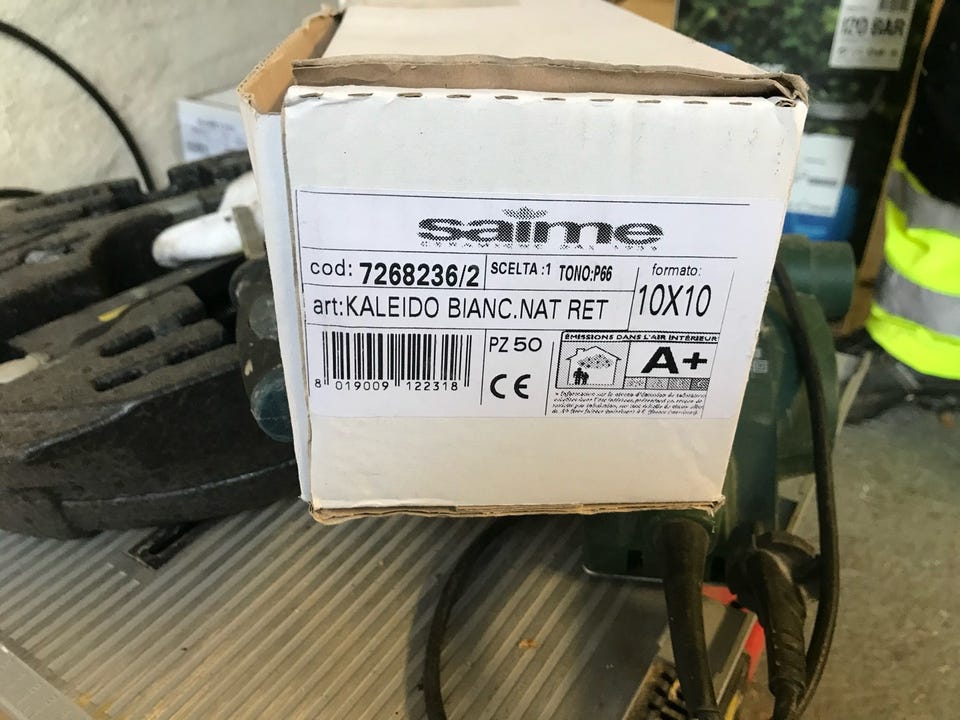 120 BAR
saime
cod: 7268236/2
SCELTA :1 TONO:P66
formato:
10X10
art:KALEIDO BIANC.NAT RET
8 019009 122318
PZ 50
CE
ÉMISSIONS DANS L'AIR INTÉRIEUR
A+